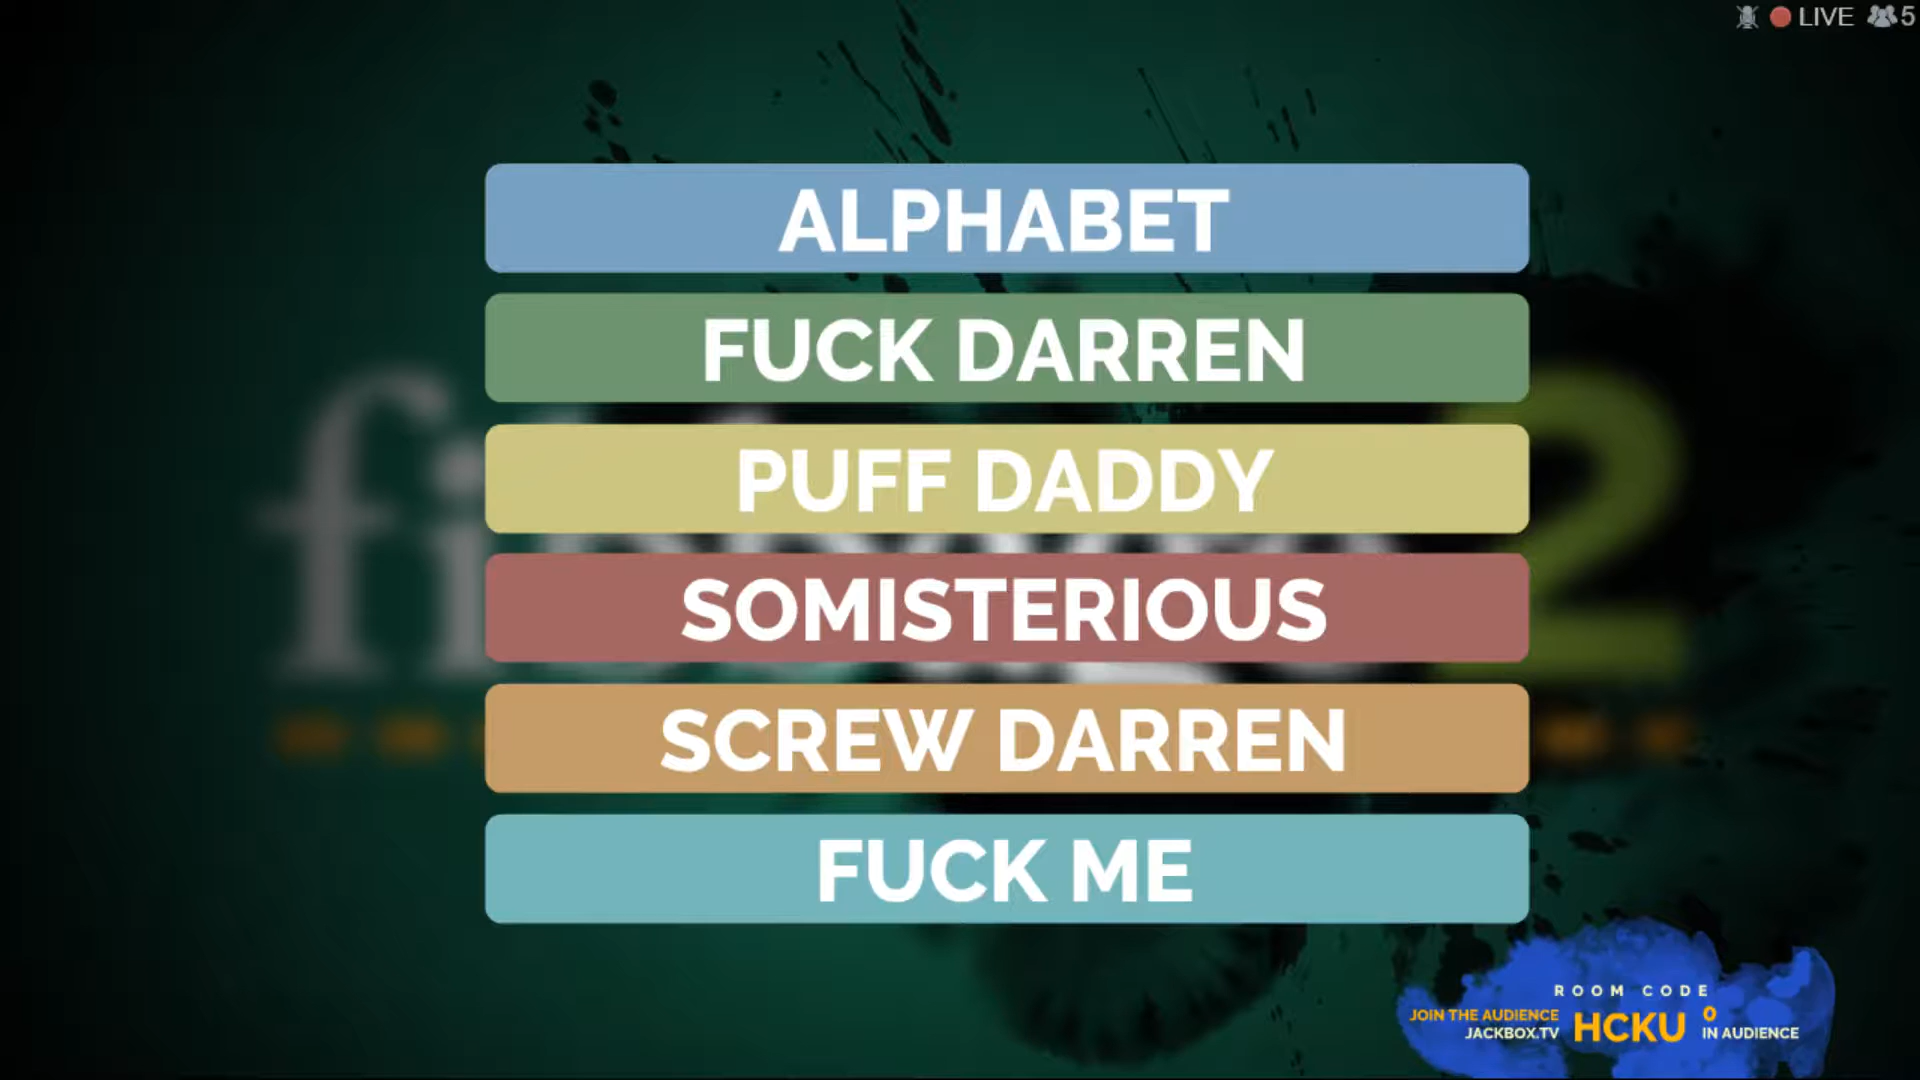 LIVE 5
ALPHABET
FUCK DARREN
PUFF DADDY
SOMISTERIOUS
SCREW DARREN
FUCK ME
2
ROOM CODE
JOIN THE AUDIENCE
JACKBOX.TV
HCKU
0
IN AUDIENCE